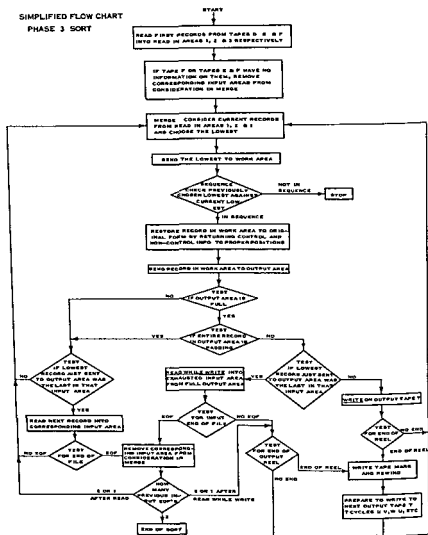 SIMPLIFIED FLOW CHART
PHASE 3 SORT
START
READ FIRST RECORDS FROM TAPES D E & F
INTO READ IN AREAS 1, 2 & 3 RESPECTIVELY
IF TAPE F OR TAPES E & F HAVE NO
INFORMATION ON THEM, REMOVE
CORRESPONDING INPUT AREAS FROM
CONSIDERATION IN MERGE
MERGE CONSIDER CURRENT RECORDS
FROM READ IN AREAS 1, 2 & 3
AND CHOOSE THE LOWEST
SEND THE LOWEST TO WORK AREA
SEQUENCE
CHECK PREVIOUSLY
CHOSEN LOWEST AGAINST
CURRENT LOW
EST
NOT IN
SEQUENCE
STOP
IN SEQUENCE
RESTORE RECORD IN WORK AREA TO ORIG
INAL FORM BY RETURNING CONTROL AND
NON-CONTROL INFO TO PROPER POSITIONS
SEND RECORD IN WORK AREA TO OUTPUT AREA
TEST
IF OUTPUT AREA IS
FULL
NO
YES
TEST
IF ENTIRE RECORD
IN OUTPUT AREA IS
PADDING
YES
NO
TEST
IF LOWEST
RECORD JUST SENT
TO OUTPUT AREA WAS
THE LAST IN THAT
INPUT AREA
NO
YES
READ NEXT RECORD INTO
CORRESPONDING INPUT AREA
TEST
FOR END
OF FILE
NO EOF
EOF
READ WHILE WRITE INTO
EXHAUSTED INPUT AREA
FROM FULL OUTPUT AREA
YES
TEST
IF LOWEST
RECORD JUST SENT
TO OUTPUT AREA WAS
LAST IN THAT
INPUT AREA
NO
TEST
FOR INPUT
END OF FILE
EOF
NO EOF
REMOVE CORRESPOND
ING INPUT AREA FROM
CONSIDERATION IN
MERGE
HOW
MANY
PREVIOUS IN
PUT EOF'S
0 OR 1
AFTER READ
0 OR 1 AFTER
READ WHILE WRITE
2
END OF SORT
TEST
FOR END OF
OUTPUT
REEL
END OF REEL
NO END
WRITE ON OUTPUT TAPE T
TEST
FOR END OF
REEL
NO END
END OF REEL
WRITE TAPE MARK
AND REWIND
PREPARE TO WRITE TO
NEXT OUTPUT TAPE T